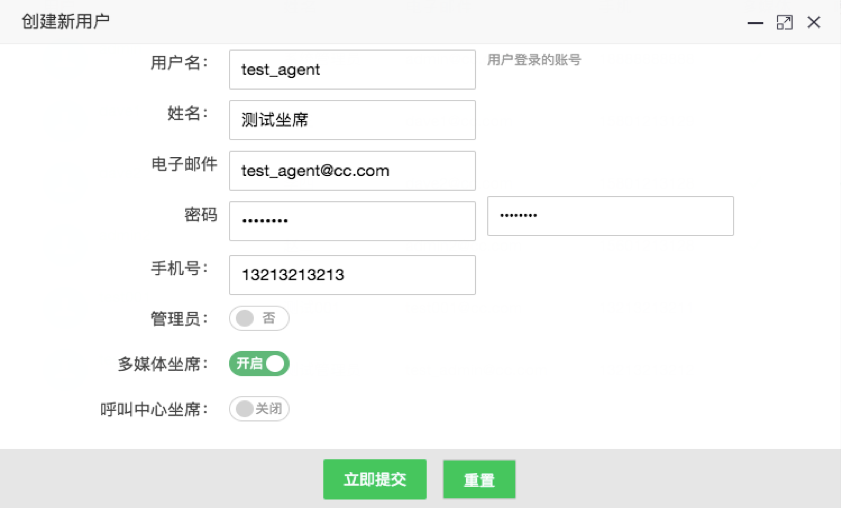 创建新用户
用户名： test_agent 用户登录的账号
姓名： 测试坐席
电子邮件 test_agent@cc.com
密码 •••••••• ••••••••
手机号： 13213213213
管理员： 否
多媒体坐席： 开启
呼叫中心坐席： 关闭
立即提交 重置